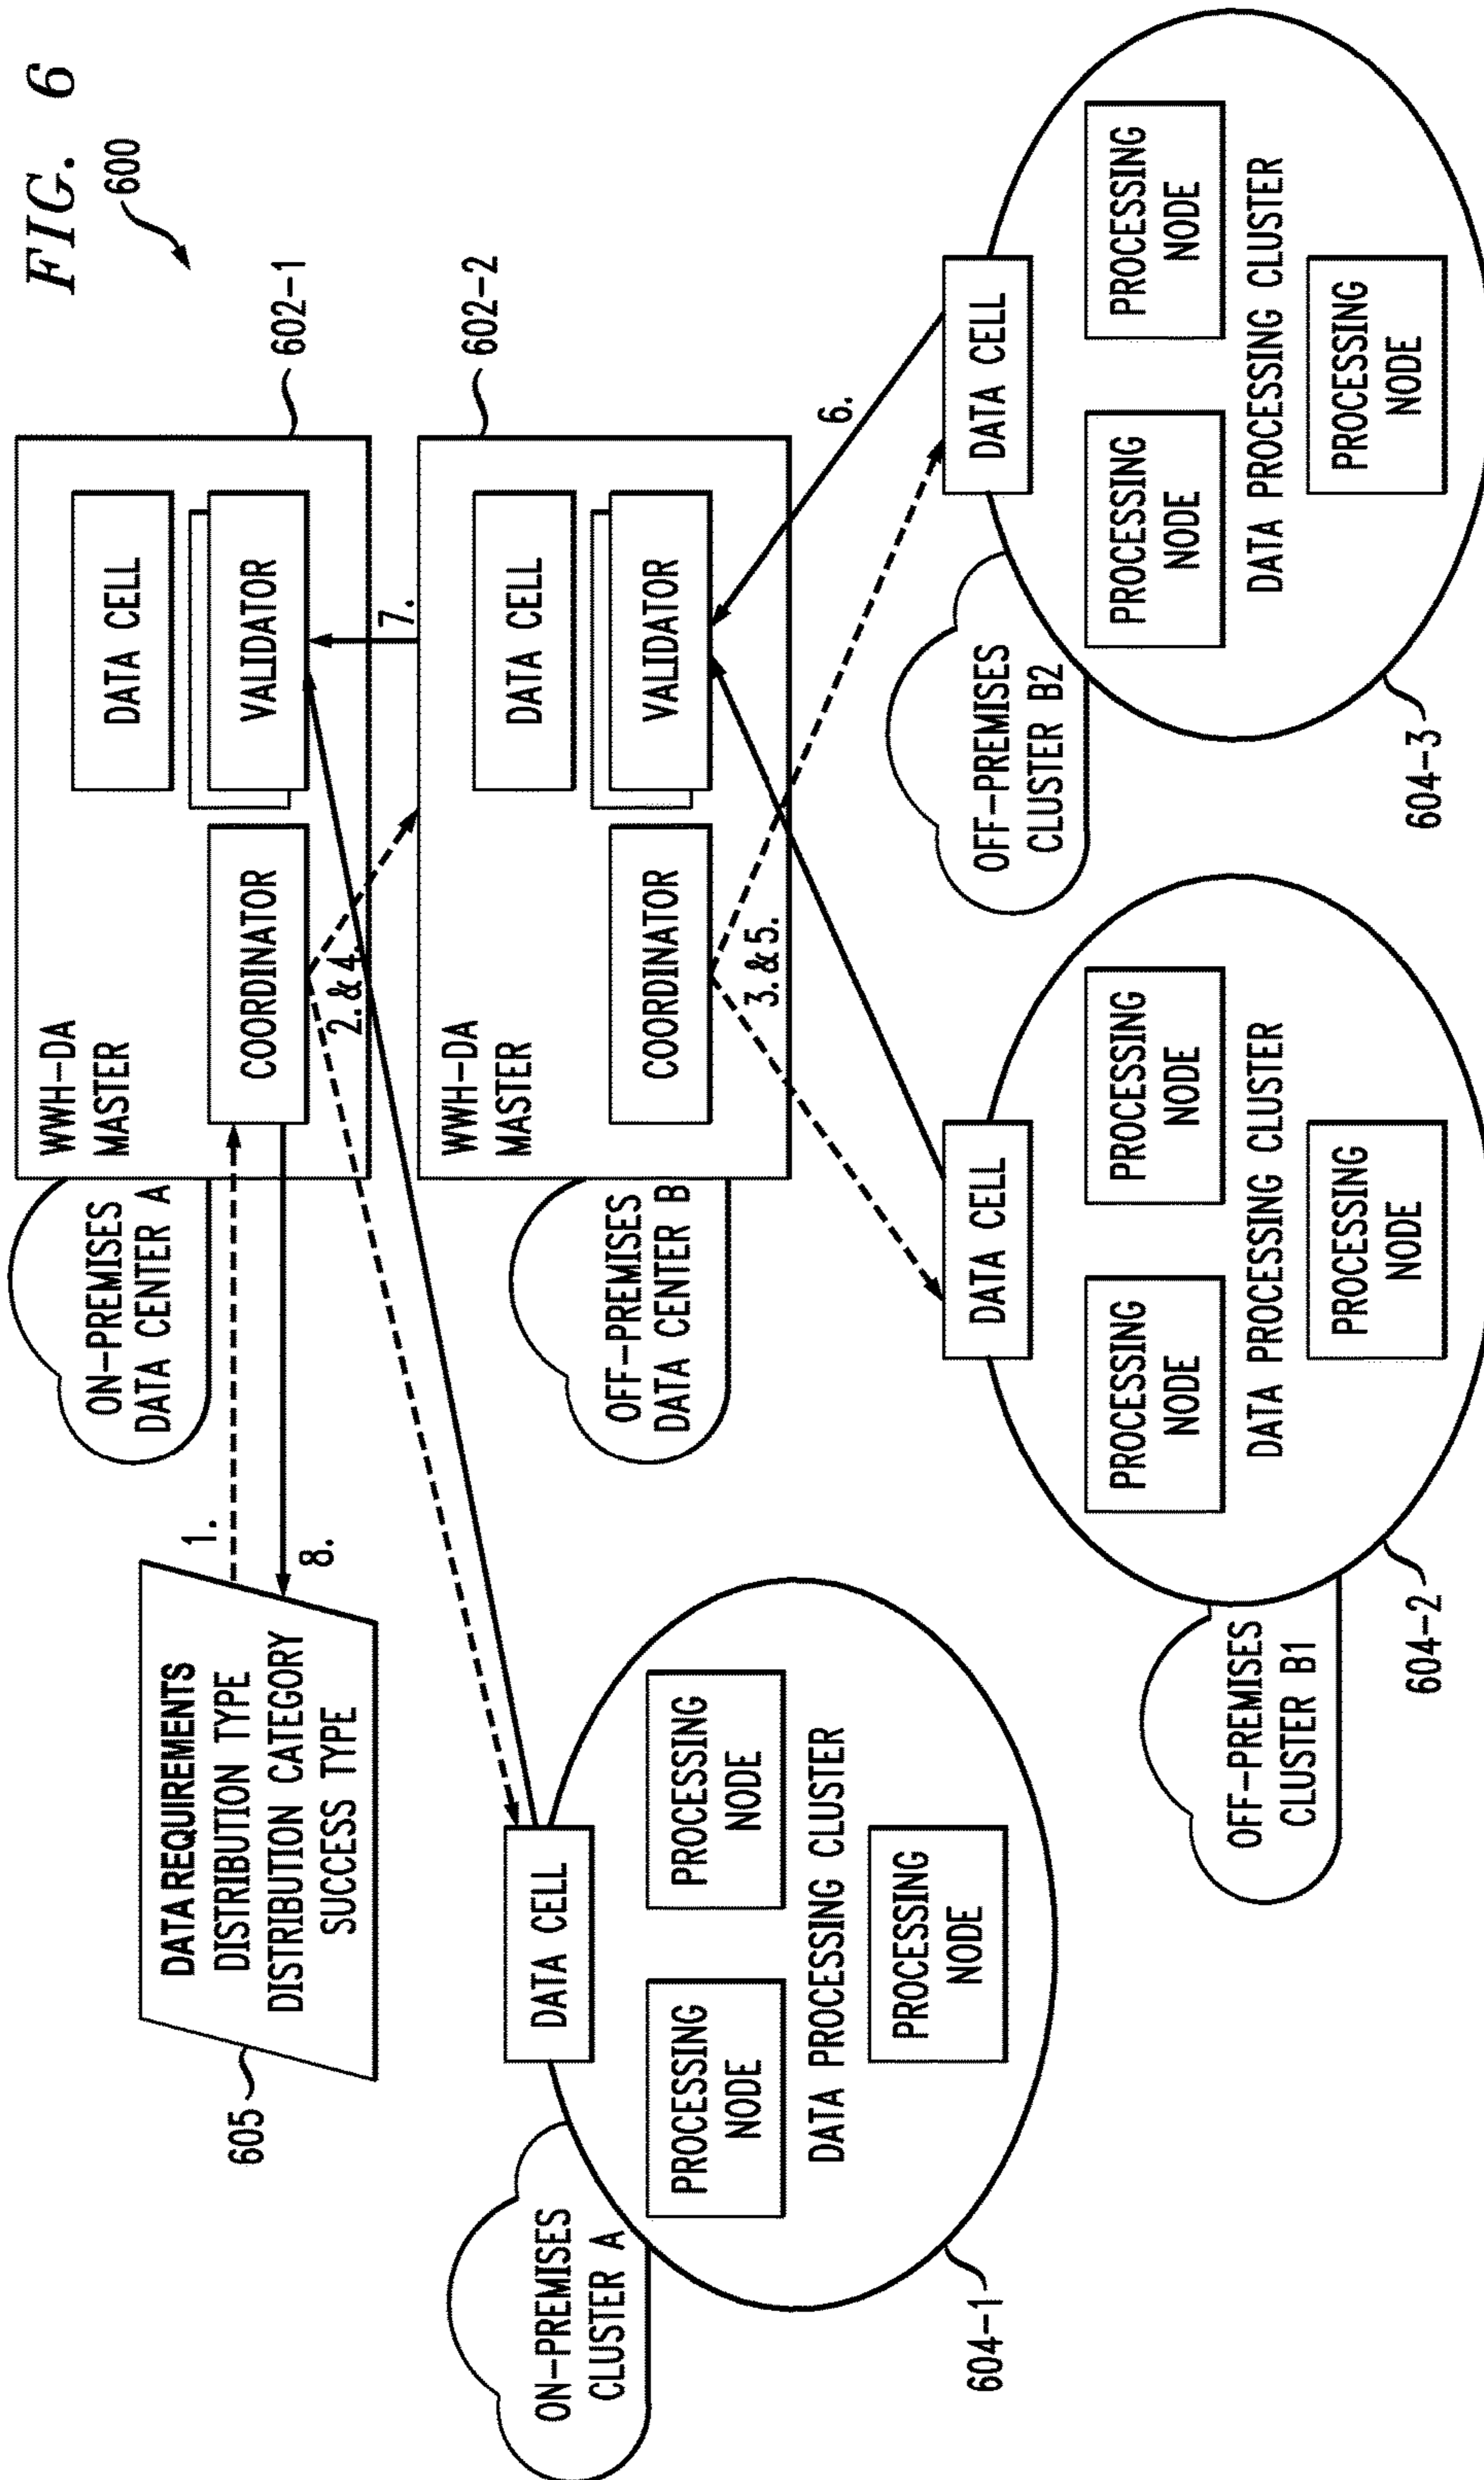 FIG. 6
600
605
DATA REQUIREMENTS
DISTRIBUTION TYPE
DISTRIBUTION CATEGORY
SUCCESS TYPE
1.
8.
ON-PREMISES
DATA CENTER A
WWH-DA
MASTER
COORDINATOR
DATA CELL
VALIDATOR
602-1
2. & 4.
7.
OFF-PREMISES
DATA CENTER B
WWH-DA
MASTER
COORDINATOR
DATA CELL
VALIDATOR
602-2
3. & 5.
6.
ON-PREMISES
CLUSTER A
DATA CELL
PROCESSING
NODE
PROCESSING
NODE
DATA PROCESSING CLUSTER
PROCESSING
NODE
604-1
OFF-PREMISES
CLUSTER B1
DATA CELL
PROCESSING
NODE
PROCESSING
NODE
DATA PROCESSING CLUSTER
PROCESSING
NODE
604-2
OFF-PREMISES
CLUSTER B2
DATA CELL
PROCESSING
NODE
PROCESSING
NODE
DATA PROCESSING CLUSTER
PROCESSING
NODE
604-3